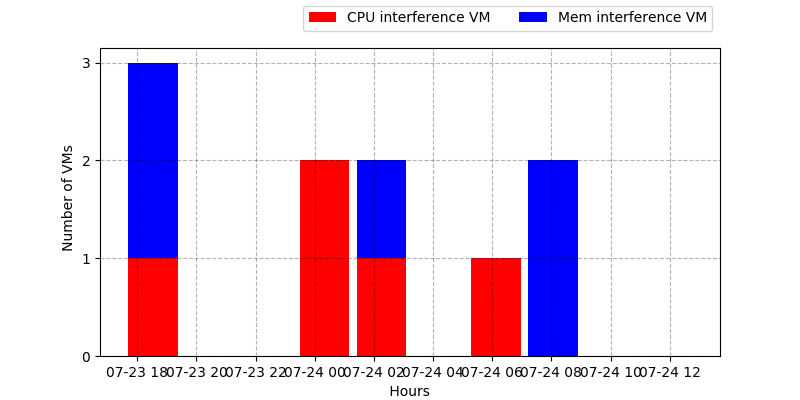 CPU interference VM Mem interference VM
3
2
1
0
Number of VMs
07-23 18 07-23 20 07-23 22 07-24 00 07-24 02 07-24 04 07-24 06 07-24 08 07-24 10 07-24 12
Hours